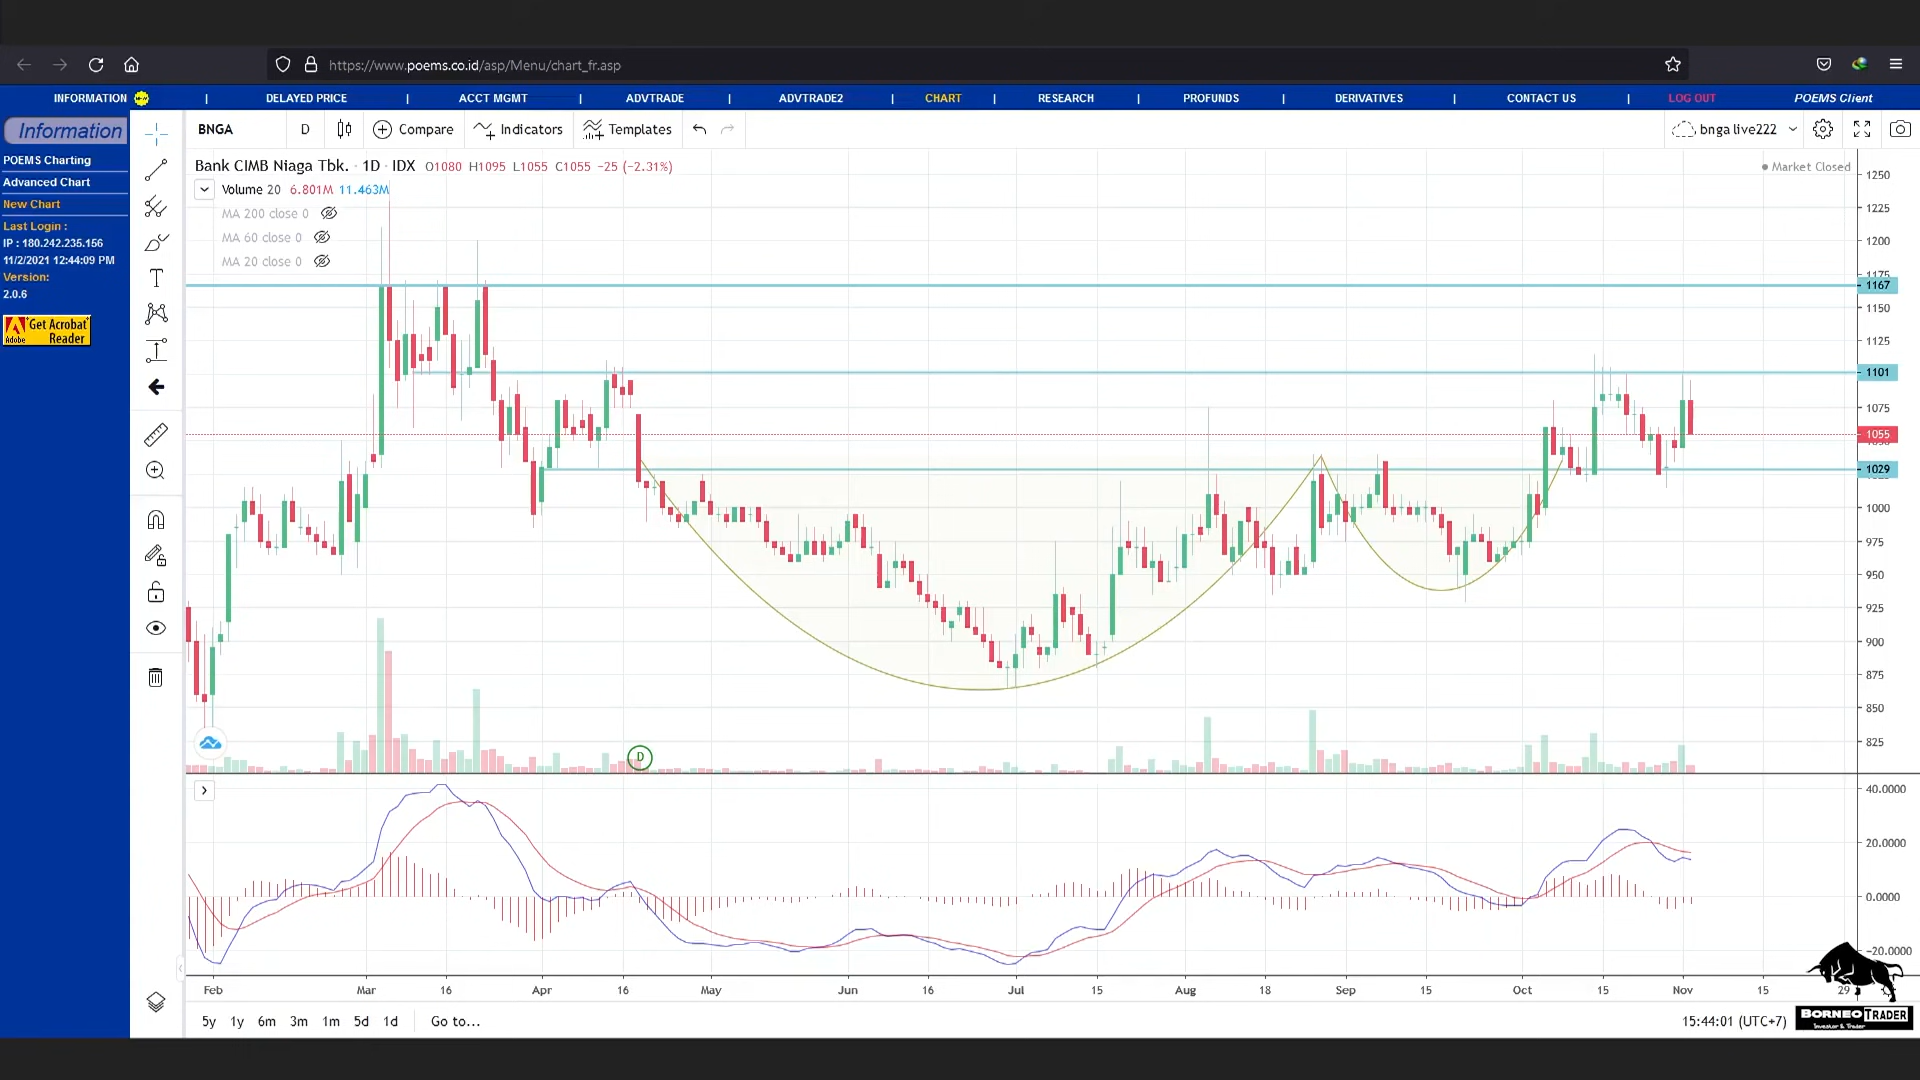 https://www.poems.co.id/asp/Menu/chart_fr.asp
INFORMATION | DELAYED PRICE | ACCT MGMT | ADVTRADE | ADVTRADE2 | CHART | RESEARCH | PROFUNDS | DERIVATIVES | CONTACT US | LOG OUT POEMS Client
Information
POEMS Charting
Advanced Chart
New Chart
Last Login :
IP : 180.242.235.156
11/2/2021 12:44:09 PM
Version:
2.0.6
Get Acrobat
Adobe Reader
BNGA D Compare Indicators Templates bnga live222
Bank CIMB Niaga Tbk. · 1D · IDX O1080 H1095 L1055 C1055 −25 (−2.31%)
Market Closed
Volume 20 6.801M 11.463M
MA 200 close 0
MA 60 close 0
MA 20 close 0
1250
1225
1200
1175
1167
1150
1125
1101
1075
1055
1029
1000
975
950
925
900
875
850
825
D
40.0000
20.0000
0.0000
−20.0000
Feb Mar 16 Apr 16 May Jun 16 Jul 15 Aug 18 Sep 15 Oct 15 Nov 15 29
5y 1y 6m 3m 1m 5d 1d Go to...
15:44:01 (UTC+7)
BORNEO TRADER
Investor & Trader